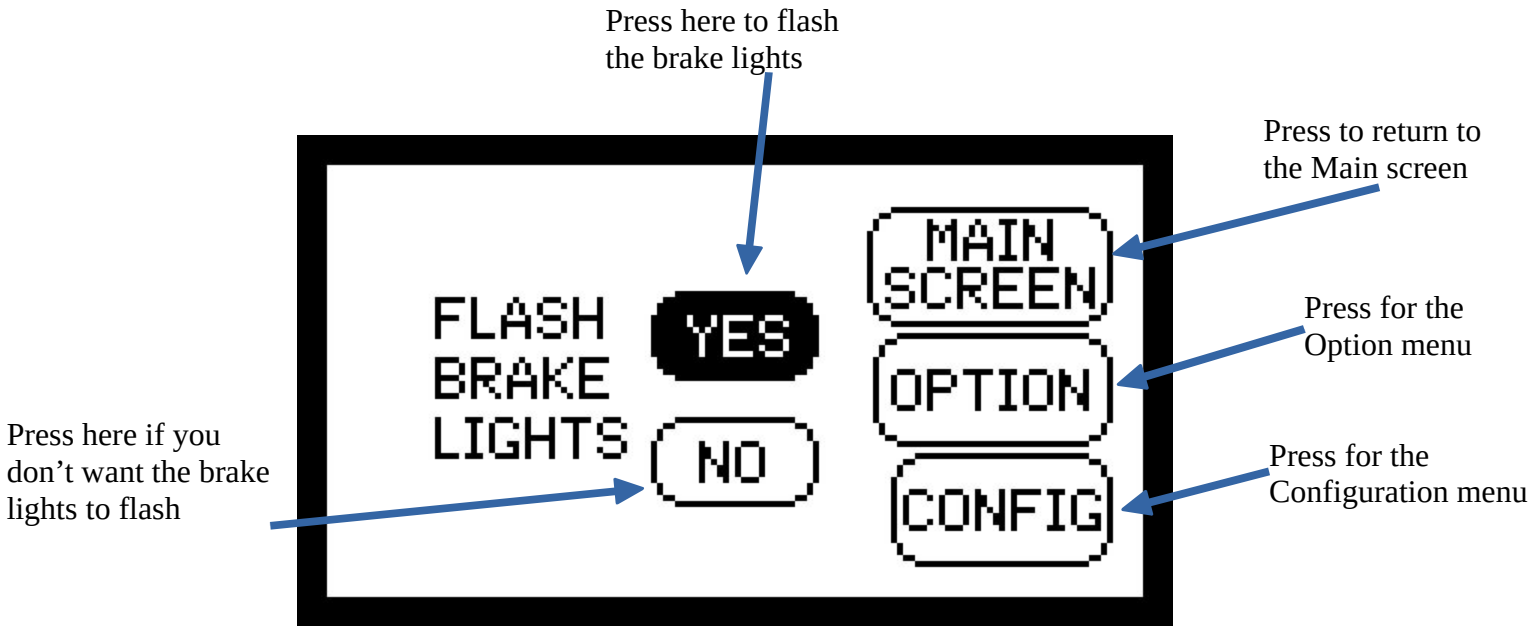 Press here to flash
the brake lights
Press to return to
the Main screen
MAIN
SCREEN
FLASH
BRAKE
LIGHTS
YES
NO
Press for the
Option menu
OPTION
Press here if you
don’t want the brake
lights to flash
Press for the
Configuration menu
CONFIG